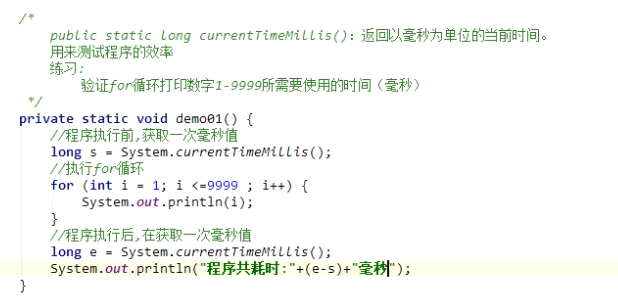 /*
public static long currentTimeMillis(): 返回以毫秒为单位的当前时间。
用来测试程序的效率
练习:
验证for循环打印数字1-9999所需要使用的时间（毫秒）
*/
private static void demo01() {
//程序执行前,获取一次毫秒值
long s = System.currentTimeMillis();
//执行for循环
for (int i = 1; i <=9999 ; i++) {
System.out.println(i);
}
//程序执行后,在获取一次毫秒值
long e = System.currentTimeMillis();
System.out.println("程序共耗时:"+(e-s)+"毫秒");
}